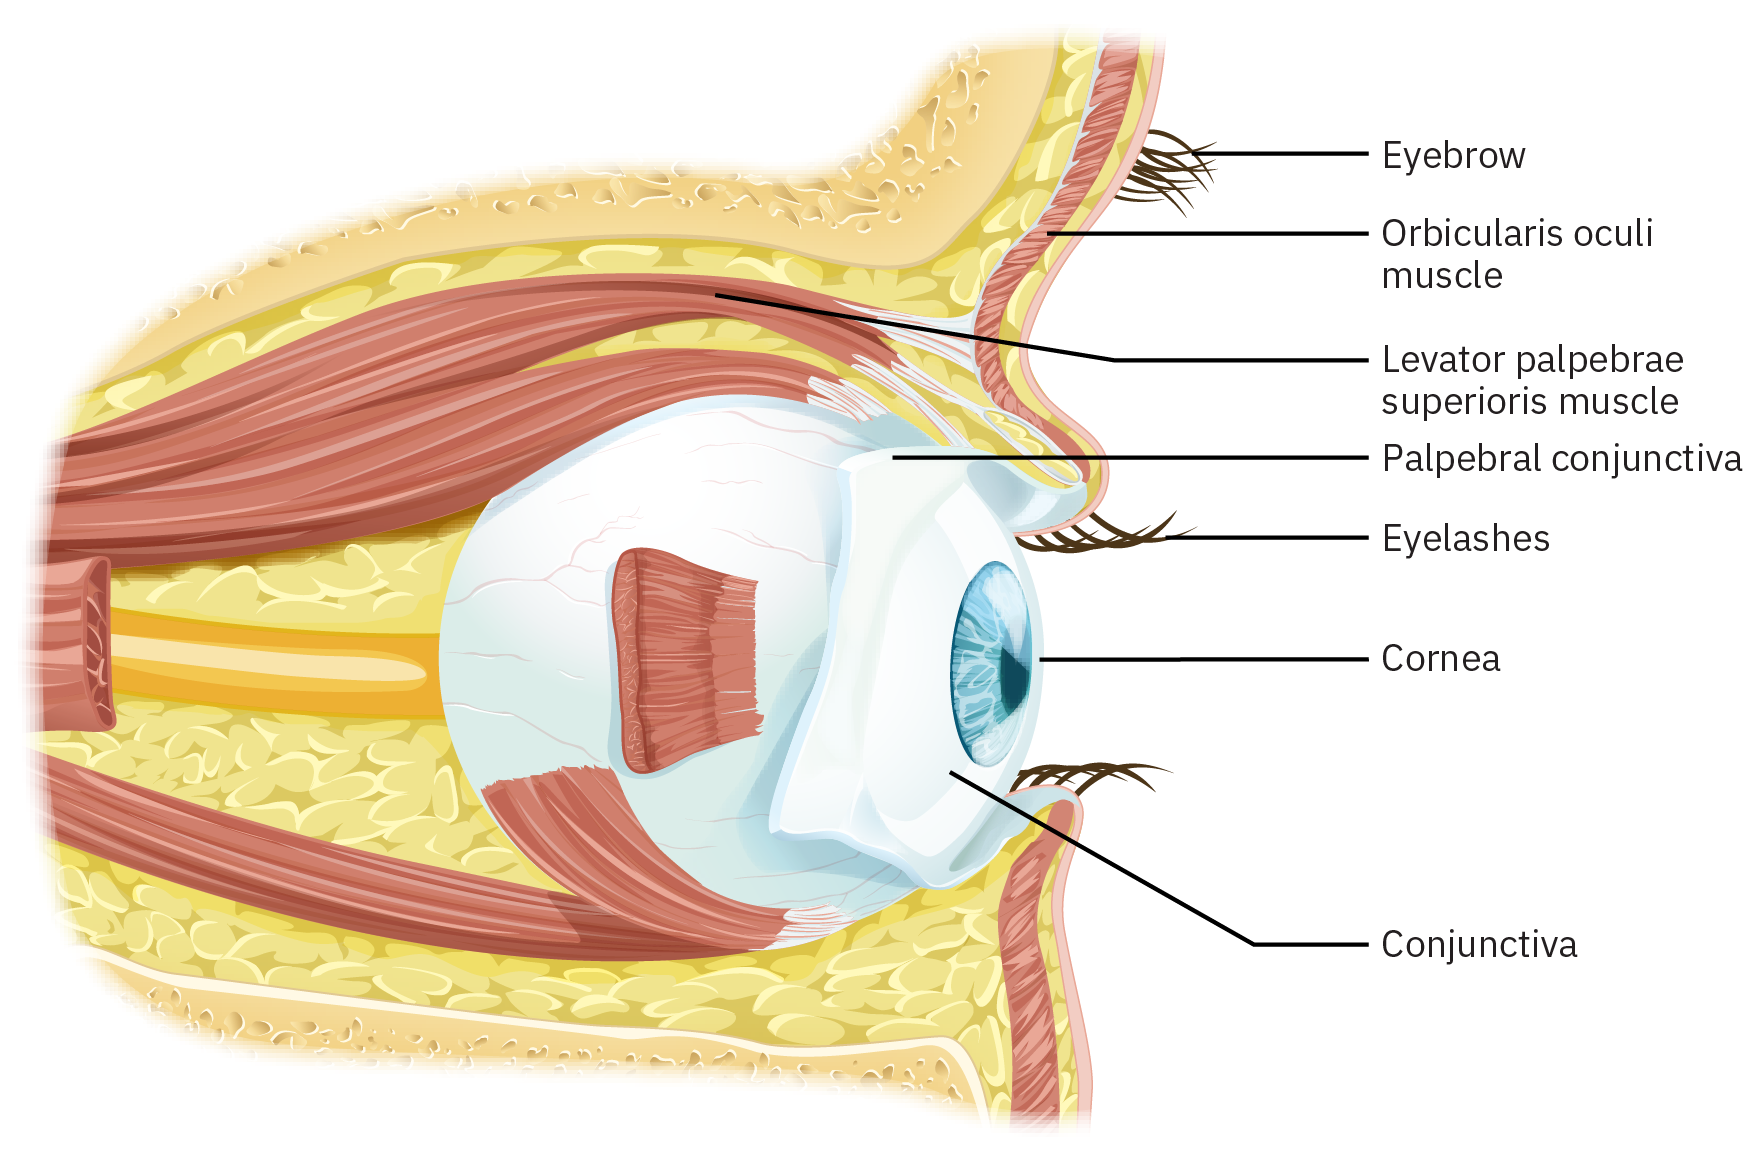 Eyebrow
Orbicularis oculi
muscle
Levator palpebrae
superioris muscle
Palpebral conjunctiva
Eyelashes
Cornea
Conjunctiva